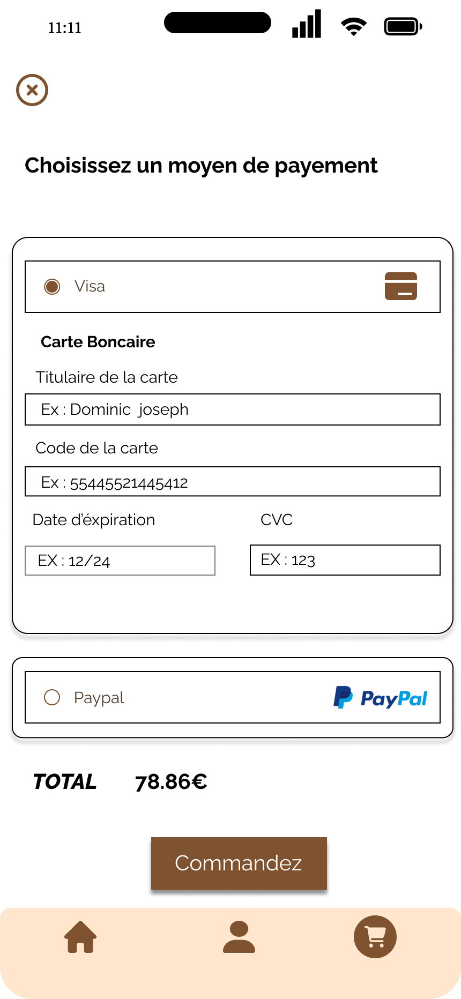 11:11
Choisissez un moyen de payement
Visa
Carte Boncaire
Titulaire de la carte
Ex : Dominic joseph
Code de la carte
Ex : 55445521445412
Date d'éxpiration
CVC
EX : 12/24
EX : 123
Paypal
PayPal
TOTAL 78.86€
Commandez